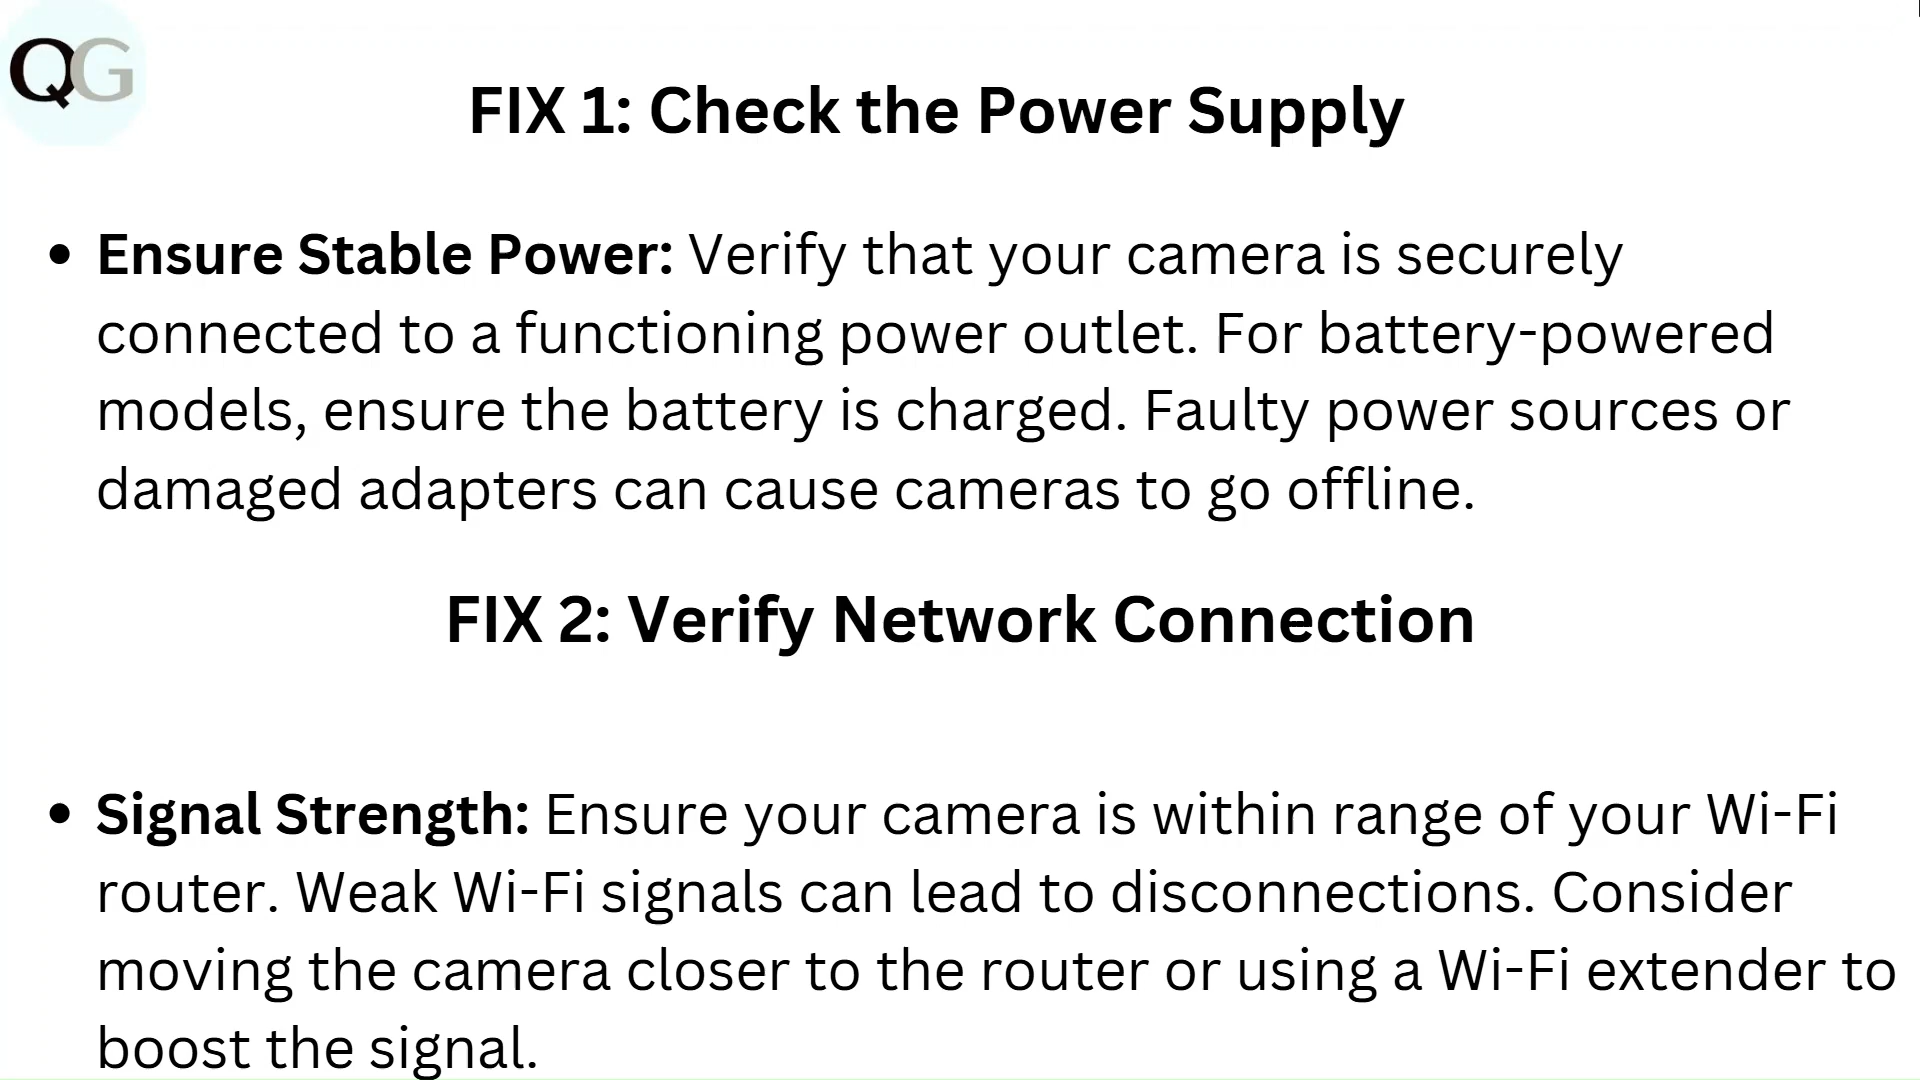 QG
FIX 1: Check the Power Supply
• Ensure Stable Power: Verify that your camera is securely
connected to a functioning power outlet. For battery-powered
models, ensure the battery is charged. Faulty power sources or
damaged adapters can cause cameras to go offline.
FIX 2: Verify Network Connection
• Signal Strength: Ensure your camera is within range of your Wi-Fi
router. Weak Wi-Fi signals can lead to disconnections. Consider
moving the camera closer to the router or using a Wi-Fi extender to
boost the signal.